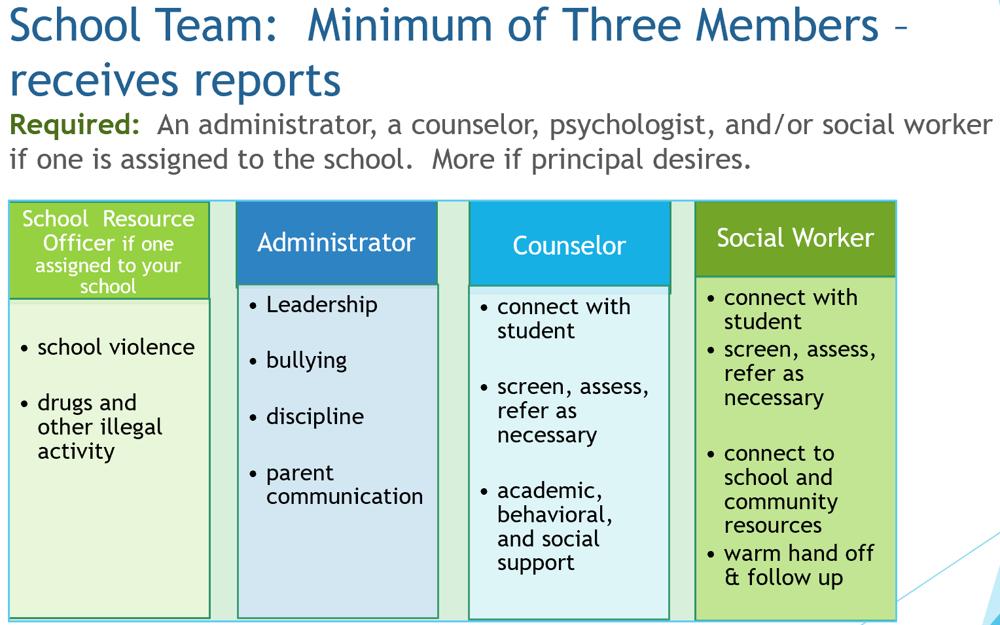 School Team:  Minimum of Three Members –
receives reports
Required:  An administrator, a counselor, psychologist, and/or social worker
if one is assigned to the school.  More if principal desires.
School  Resource
Officer if one
assigned to your
school
• school violence
• drugs and
other illegal
activity
Administrator
• Leadership
• bullying
• discipline
• parent
communication
Counselor
• connect with
student
• screen, assess,
refer as
necessary
• academic,
behavioral,
and social
support
Social Worker
• connect with
student
• screen, assess,
refer as
necessary
• connect to
school and
community
resources
• warm hand off
& follow up